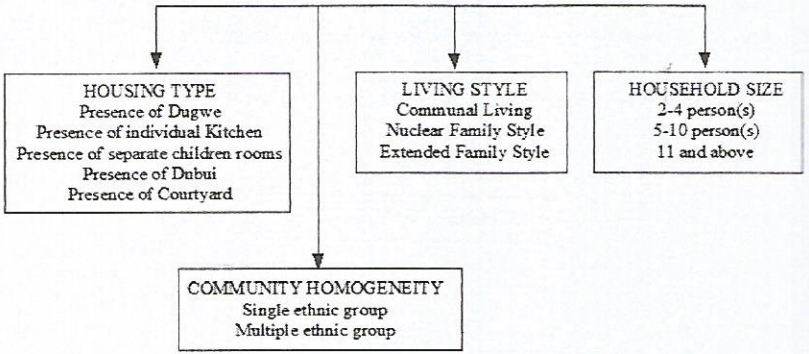 HOUSING TYPE
Presence of Dugwe
Presence of individual Kitchen
Presence of separate children rooms
Presence of Dubui
Presence of Courtyard
LIVING STYLE
Communal Living
Nuclear Family Style
Extended Family Style
HOUSEHOLD SIZE
2-4 person(s)
5-10 person(s)
11 and above
COMMUNITY HOMOGENEITY
Single ethnic group
Multiple ethnic group